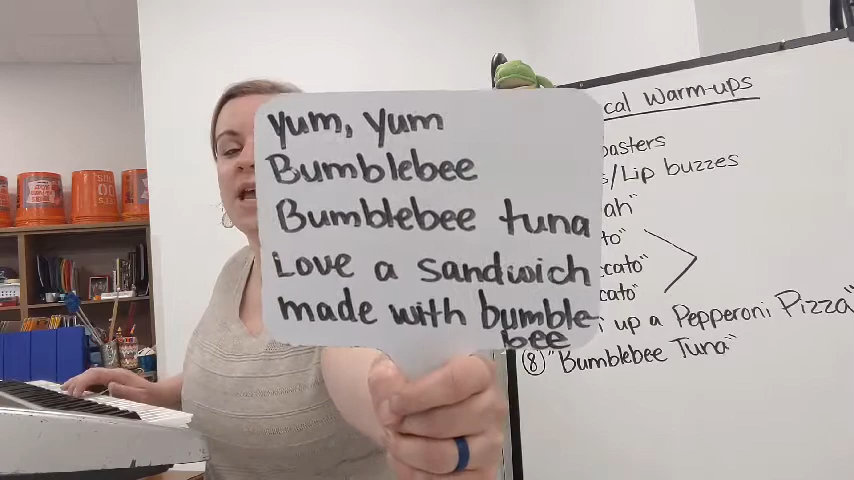 Yum, Yum
Bumblebee
Bumblebee tuna
Love a sandwich
made with bumble-
bee
cal Warm-ups
oasters
s/Lip buzzes
ah"
to"
ccato"
cato"
up a Pepperoni Pizza"
(8) "Bumblebee Tuna"